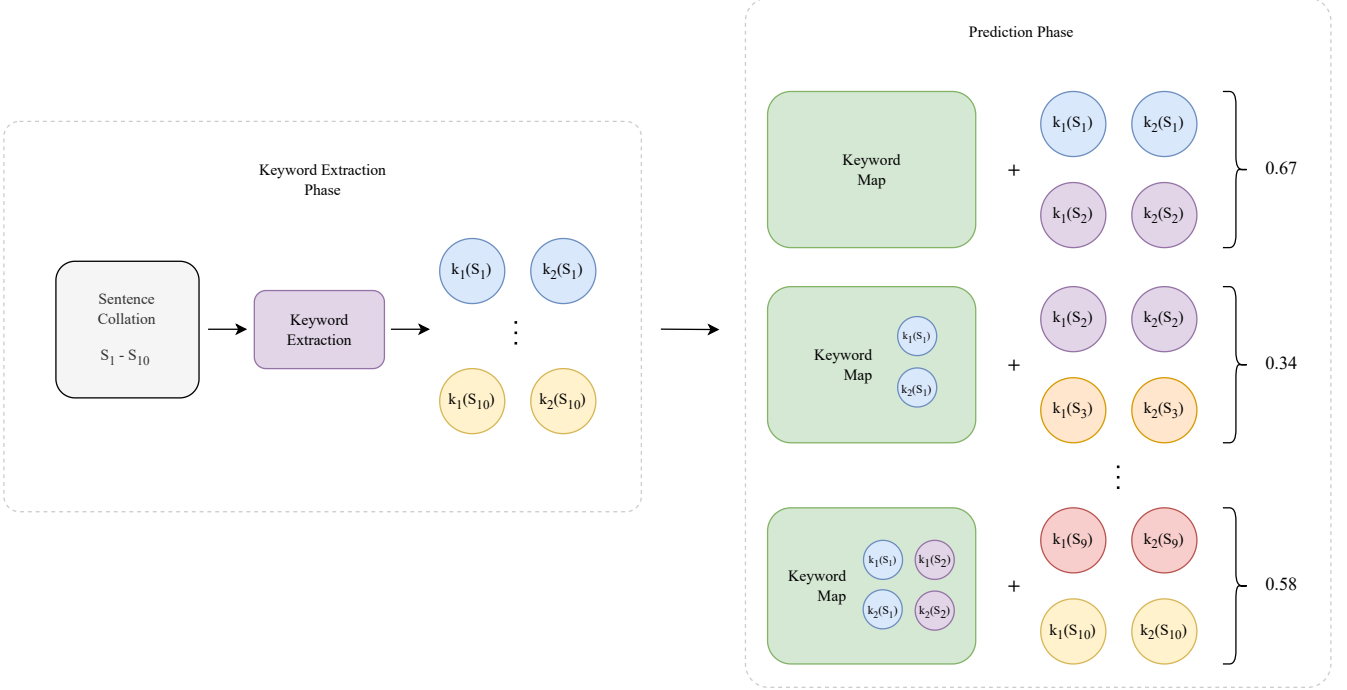 Keyword Extraction
Phase
Sentence
Collation
S1 - S10
Keyword
Extraction
k1(S1) k2(S1)
⋮
k1(S10) k2(S10)
Prediction Phase
Keyword
Map
+
k1(S1) k2(S1)
k1(S2) k2(S2)
0.67
Keyword
Map
k1(S1)
k2(S1)
+
k1(S2) k2(S2)
k1(S3) k2(S3)
0.34
⋮
Keyword
Map
k1(S1) k1(S2)
k2(S1) k2(S2)
+
k1(S9) k2(S9)
k1(S10) k2(S10)
0.58